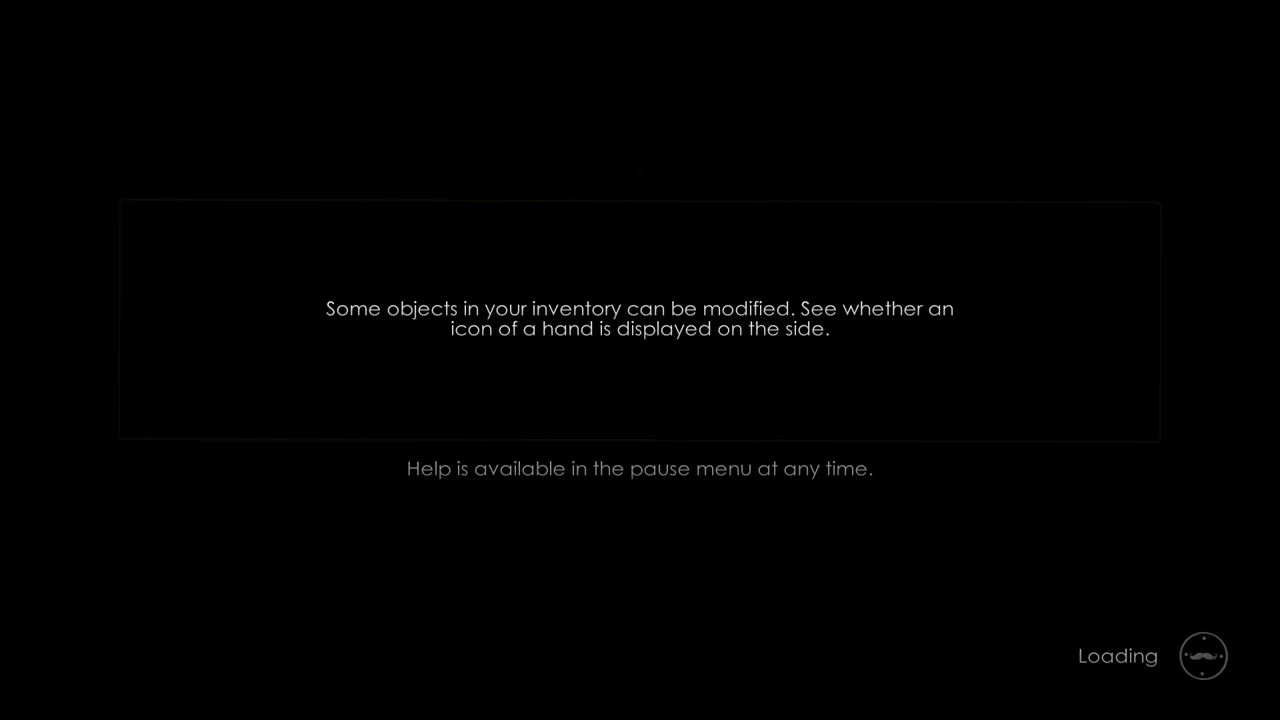 Some objects in your inventory can be modified. See whether an
icon of a hand is displayed on the side.
Help is available in the pause menu at any time.
Loading